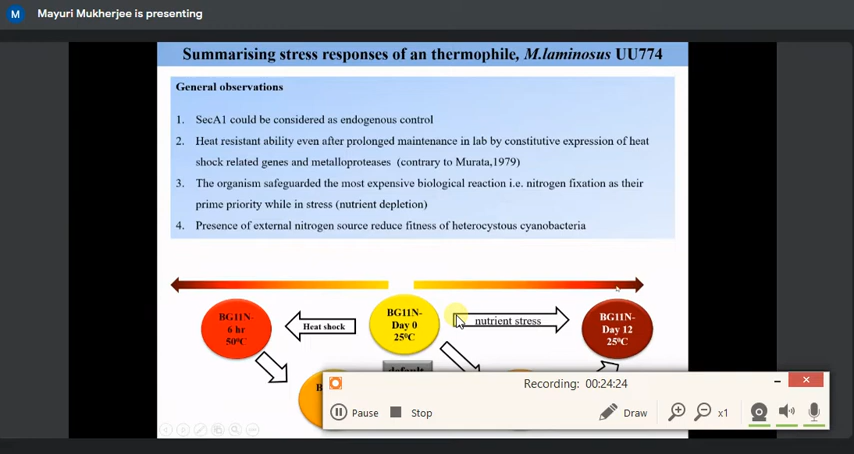 M Mayuri Mukherjee is presenting
Summarising stress responses of an thermophile, M.laminosus UU774
General observations
1. SecA1 could be considered as endogenous control
2. Heat resistant ability even after prolonged maintenance in lab by constitutive expression of heat
shock related genes and metalloproteases (contrary to Murata,1979)
3. The organism safeguarded the most expensive biological reaction i.e. nitrogen fixation as their
prime priority while in stress (nutrient depletion)
4. Presence of external nitrogen source reduce fitness of heterocystous cyanobacteria
BG11N-
6 hr
50⁰C
Heat shock
BG11N-
Day 0
25⁰C
nutrient stress
BG11N-
Day 12
25⁰C
default
B
Recording: 00:24:24
Pause
Stop
Draw
x1